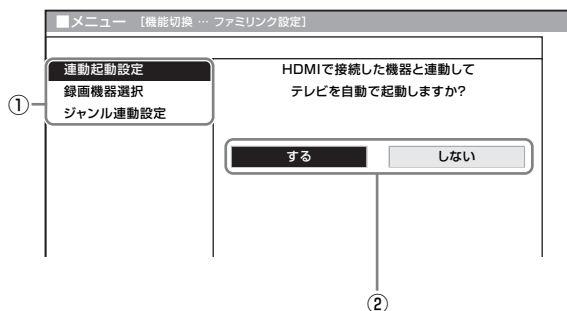 ■メニュー [機能切換 … ファミリンク設定]
連動起動設定
録画機器選択
ジャンル連動設定
①
HDMIで接続した機器と連動して
テレビを自動で起動しますか?
する
しない
②